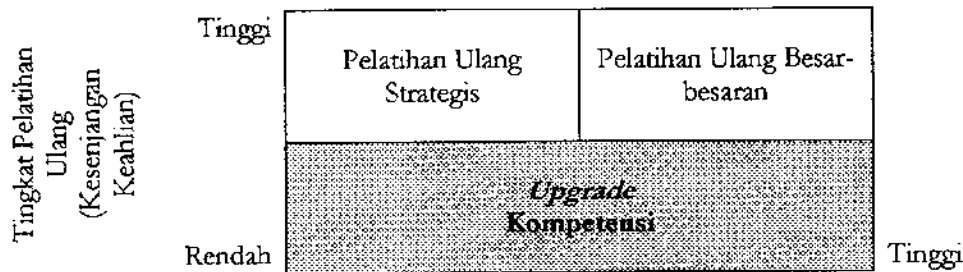 Tingkat Pelatihan
Ulang
(Kesenjangan
Keahlian)
Tinggi
Pelatihan Ulang
Strategis
Pelatihan Ulang Besar-
besaran
Upgrade
Kompetensi
Rendah
Tinggi